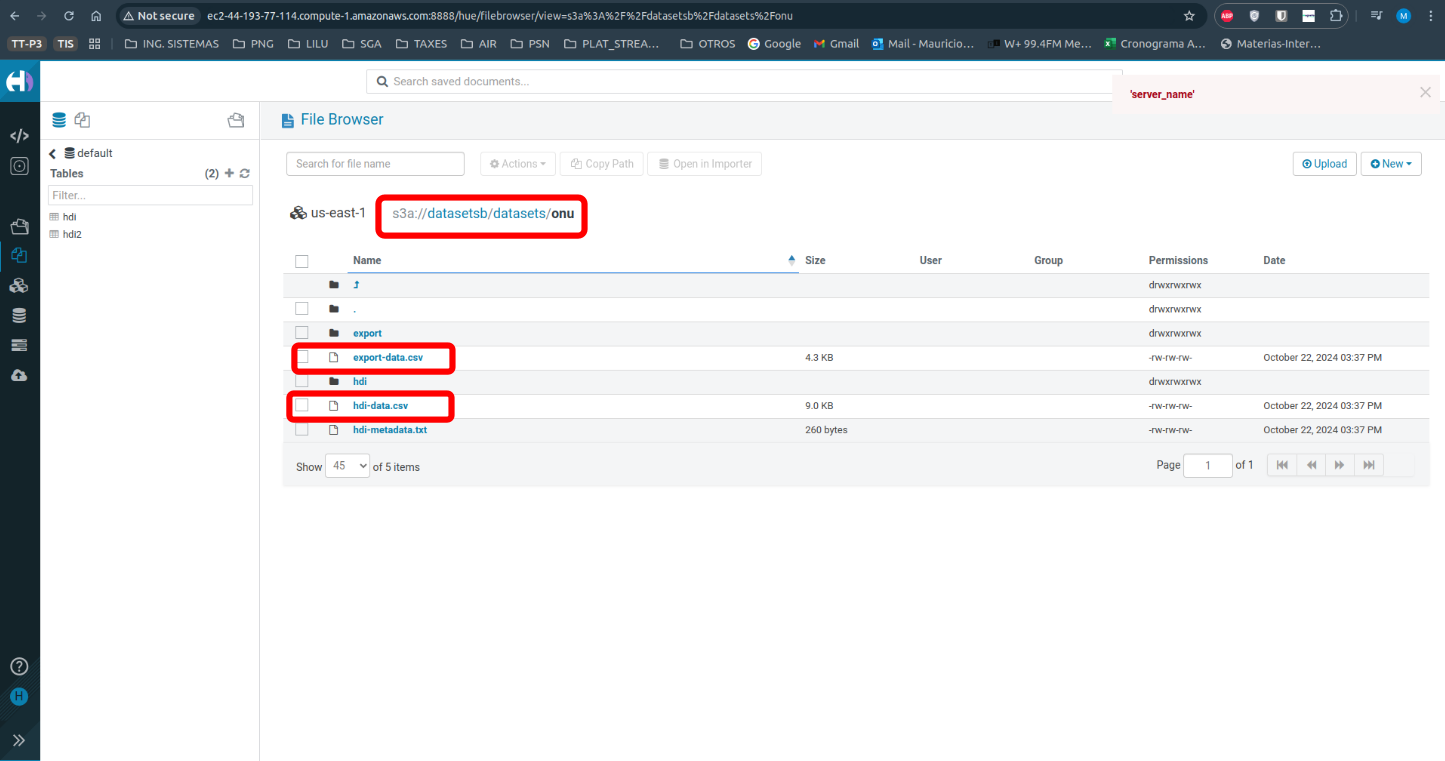 Not secure
ec2-44-193-77-114.compute-1.amazonaws.com:8888/hue/filebrowser/view=s3a%3A%2F%2Fdatasetsb%2Fdatasets%2Fonu
ABP
M
TT-P3 TIS ING. SISTEMAS PNG LILU SGA TAXES AIR PSN PLAT_STREA... OTROS Google Gmail Mail - Mauricio... W+ 99.4FM Me... Cronograma A... Materias-Inter...
Search saved documents...
'server_name'
default
Tables (2)
Filter...
hdi
hdi2
File Browser
Search for file name Actions Copy Path Open in Importer Upload New
us-east-1 s3a://datasetsb/datasets/onu
Name Size User Group Permissions Date
drwxrwxrwx
. drwxrwxrwx
export drwxrwxrwx
export-data.csv 4.3 KB -rw-rw-rw- October 22, 2024 03:37 PM
hdi drwxrwxrwx
hdi-data.csv 9.0 KB -rw-rw-rw- October 22, 2024 03:37 PM
hdi-metadata.txt 260 bytes -rw-rw-rw- October 22, 2024 03:37 PM
Show 45 of 5 items Page 1 of 1
H